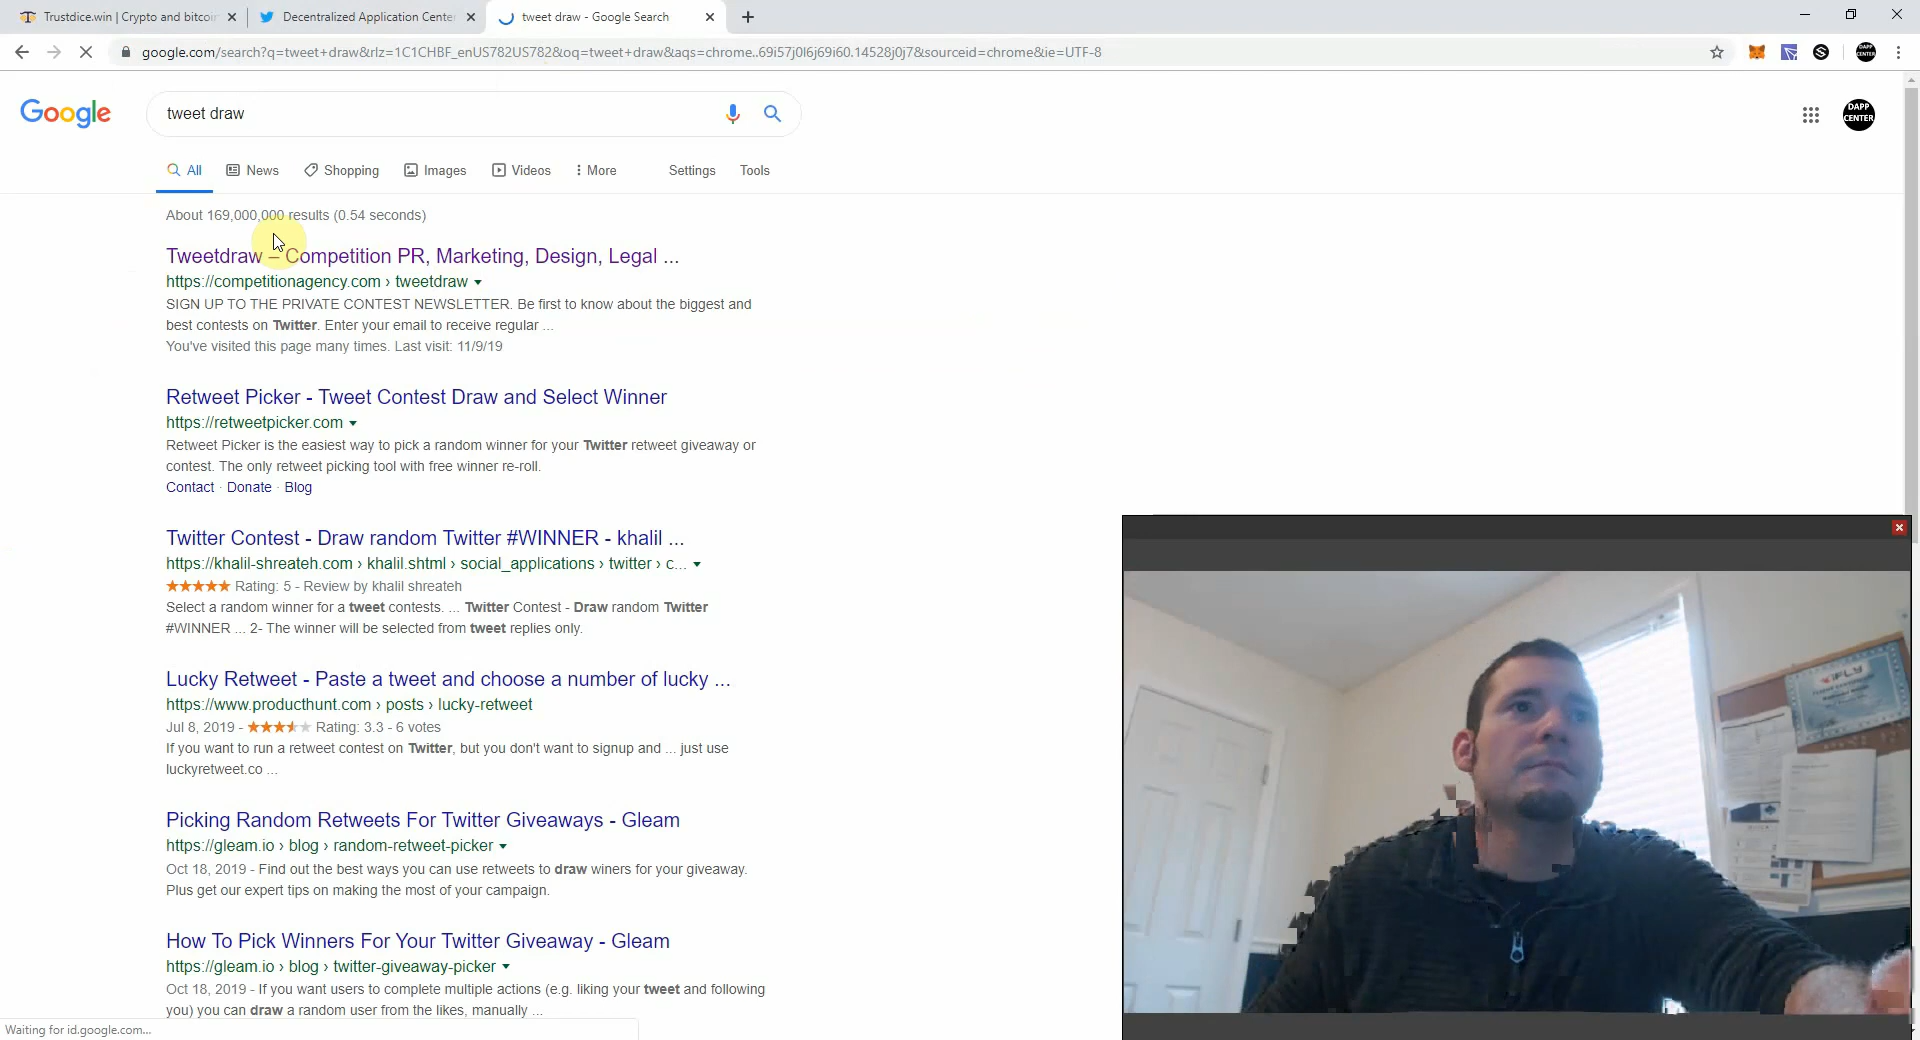 Trustdice.win | Crypto and bitcoin
Decentralized Application Center
tweet draw - Google Search
google.com/search?q=tweet+draw&rlz=1C1CHBF_enUS782US782&oq=tweet+draw&aqs=chrome..69i57j0l6j69i60.14528j0j7&sourceid=chrome&ie=UTF-8
Google
tweet draw
DAPP
CENTER
All
News
Shopping
Images
Videos
More
Settings
Tools
About 169,000,000 results (0.54 seconds)
Tweetdraw – Competition PR, Marketing, Design, Legal ...
https://competitionagency.com › tweetdraw
SIGN UP TO THE PRIVATE CONTEST NEWSLETTER. Be first to know about the biggest and
best contests on Twitter. Enter your email to receive regular ...
You've visited this page many times. Last visit: 11/9/19
Retweet Picker - Tweet Contest Draw and Select Winner
https://retweetpicker.com
Retweet Picker is the easiest way to pick a random winner for your Twitter retweet giveaway or
contest. The only retweet picking tool with free winner re-roll.
Contact · Donate · Blog
Twitter Contest - Draw random Twitter #WINNER - khalil ...
https://khalil-shreateh.com › khalil.shtml › social_applications › twitter › c...
Rating: 5 - Review by khalil shreateh
Select a random winner for a tweet contests. ... Twitter Contest - Draw random Twitter
#WINNER ... 2- The winner will be selected from tweet replies only.
Lucky Retweet - Paste a tweet and choose a number of lucky ...
https://www.producthunt.com › posts › lucky-retweet
Jul 8, 2019 - Rating: 3.3 - 6 votes
If you want to run a retweet contest on Twitter, but you don't want to signup and ... just use
luckyretweet.co ...
Picking Random Retweets For Twitter Giveaways - Gleam
https://gleam.io › blog › random-retweet-picker
Oct 18, 2019 - Find out the best ways you can use retweets to draw winers for your giveaway.
Plus get our expert tips on making the most of your campaign.
How To Pick Winners For Your Twitter Giveaway - Gleam
https://gleam.io › blog › twitter-giveaway-picker
Oct 18, 2019 - If you want users to complete multiple actions (e.g. liking your tweet and following
you) you can draw a random user from the likes, manually ...
Waiting for id.google.com...
iFLY